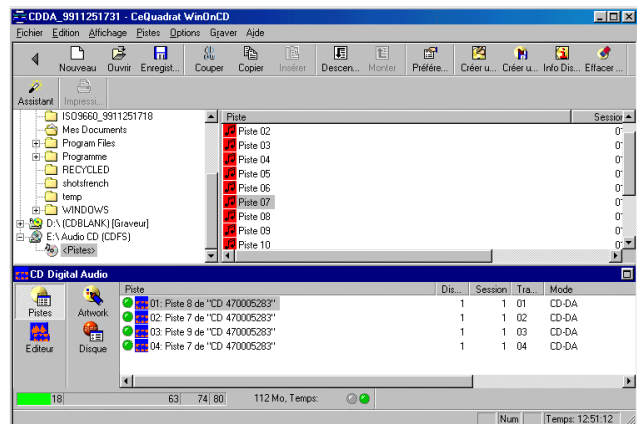 CDDA_9911251731 - CeQuadrat WinOnCD
Fichier Edition Affichage Pistes Options Graver Aide
Nouveau Ouvrir Enregist... Couper Copier Insérer Descen... Monter Préfére... Créer u... Créer u... Info Dis... Effacer ...
Assistant Impressi...
ISO9660_9911251718
Mes Documents
Program Files
Programme
RECYCLED
shotsfrench
temp
WINDOWS
D:\ (CDBLANK) [Graveur]
E:\ Audio CD (CDFS)
<Pistes>
Piste Session
Piste 02
Piste 03
Piste 04
Piste 05
Piste 06
Piste 07
Piste 08
Piste 09
Piste 10
CD Digital Audio
Pistes Artwork
Editeur Disque
Piste Dis... Session Tra... Mode
01: Piste 8 de "CD 470005283" 1 1 01 CD-DA
02: Piste 7 de "CD 470005283" 1 1 02 CD-DA
03: Piste 9 de "CD 470005283" 1 1 03 CD-DA
04: Piste 7 de "CD 470005283" 1 1 04 CD-DA
18 63 74 80 112 Mo, Temps:
Num Temps: 12:51:12